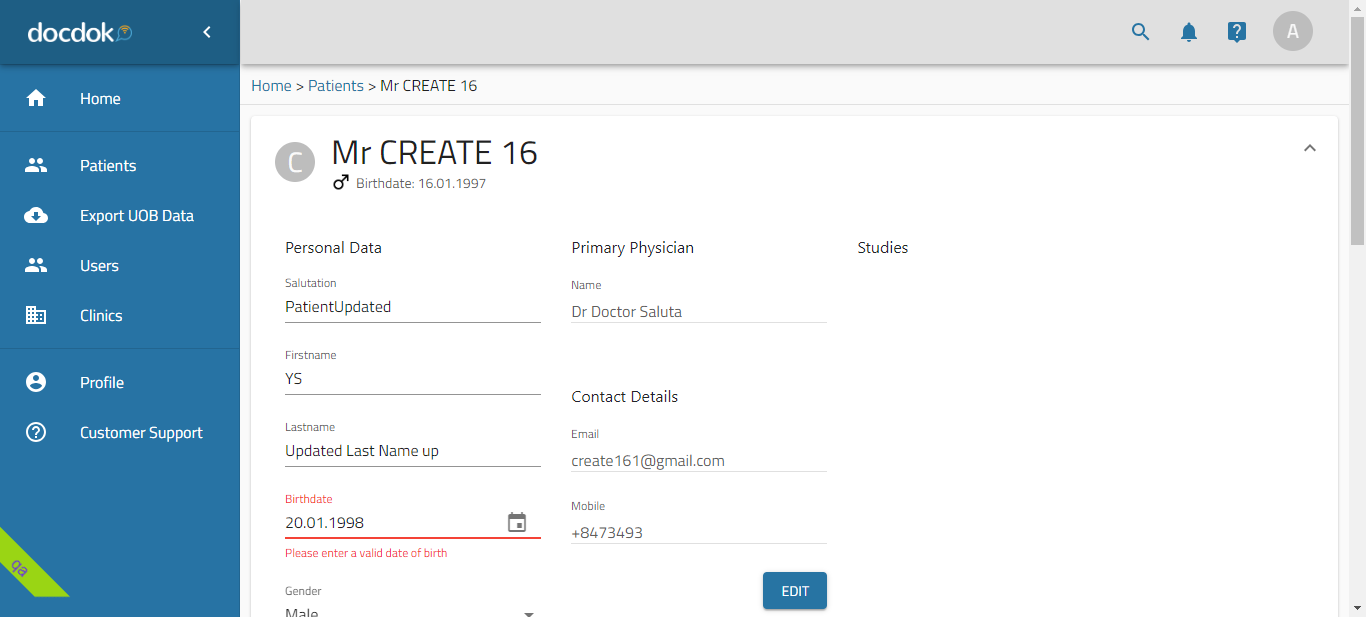 docdok
A
Home
Patients
Export UOB Data
Users
Clinics
Profile
Customer Support
qa
Home > Patients > Mr CREATE 16
C
Mr CREATE 16
Birthdate: 16.01.1997
Personal Data
Salutation
PatientUpdated
Firstname
YS
Lastname
Updated Last Name up
Birthdate
20.01.1998
Please enter a valid date of birth
Gender
Male
Primary Physician
Name
Dr Doctor Saluta
Contact Details
Email
create161@gmail.com
Mobile
+8473493
EDIT
Studies